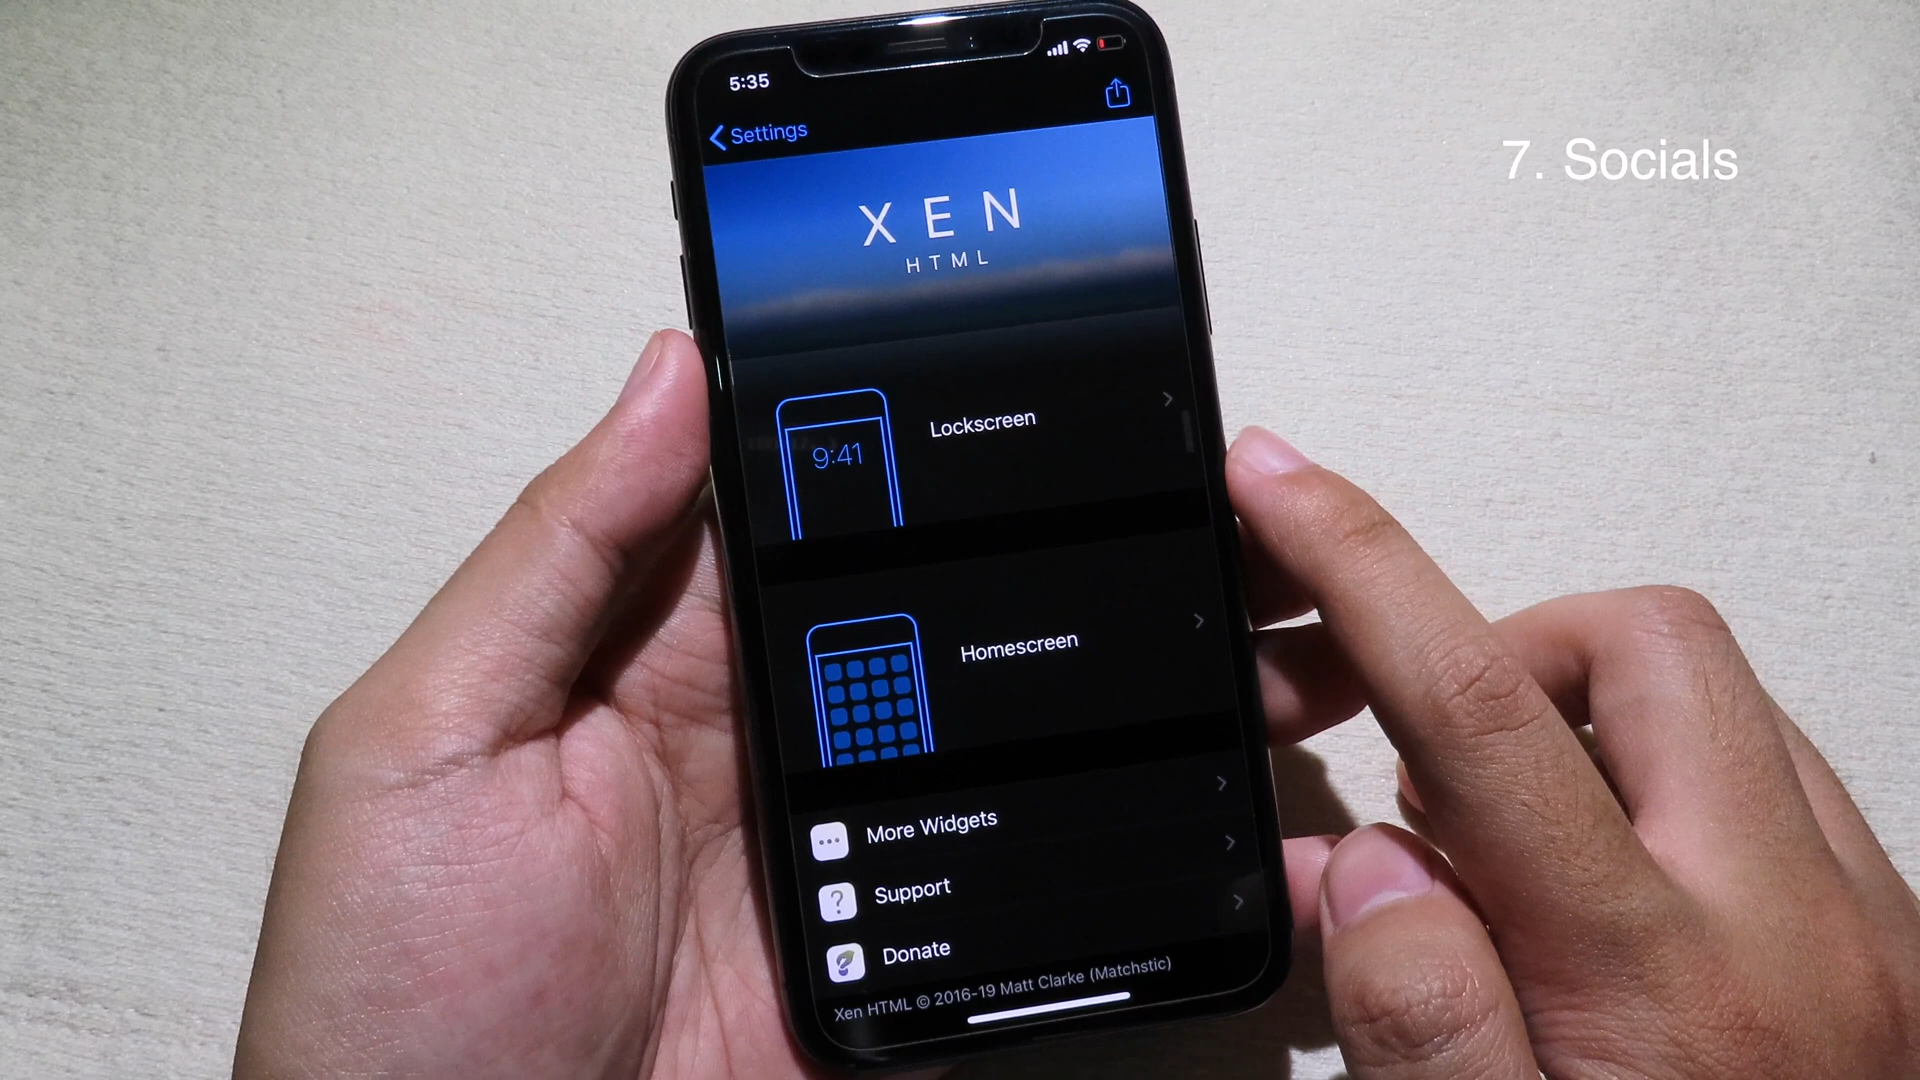 5:35
Settings
7. Socials
XEN
HTML
Lockscreen
9:41
Homescreen
More Widgets
Support
Donate
Xen HTML © 2016-19 Matt Clarke (Matchstic)